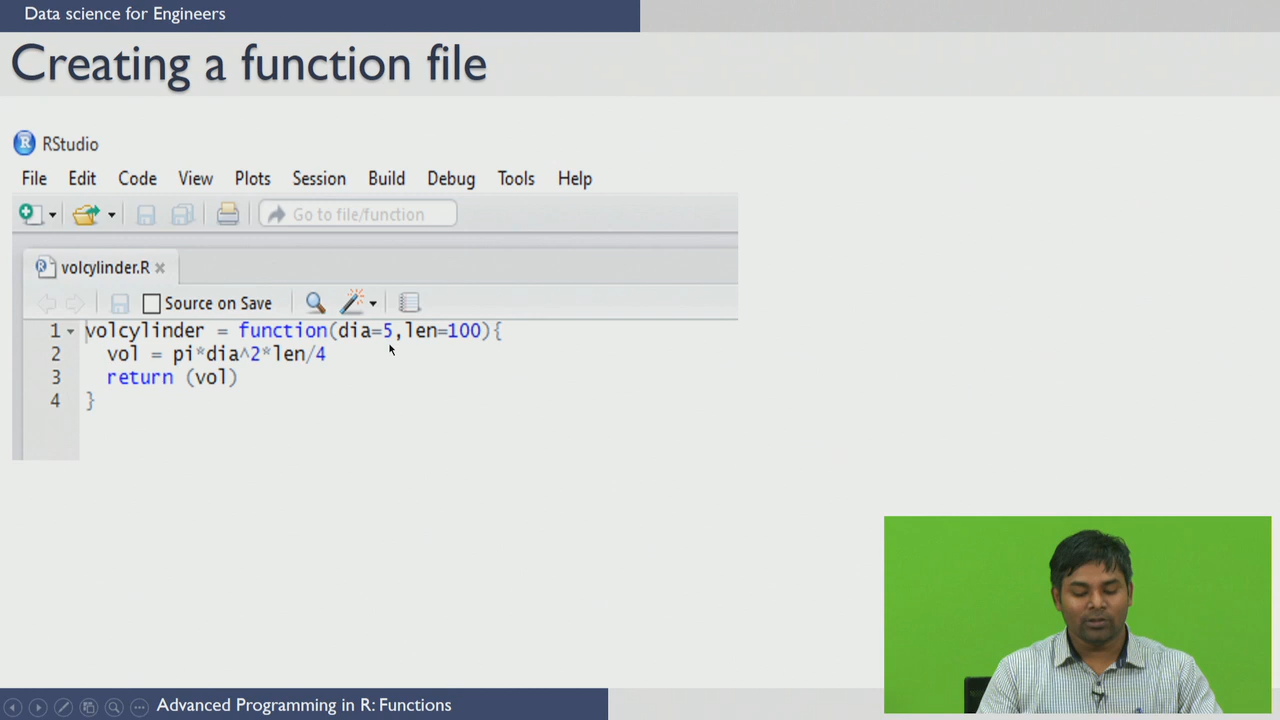 Data science for Engineers
Creating a function file
RStudio
File Edit Code View Plots Session Build Debug Tools Help
Go to file/function
volcylinder.R
Source on Save
1 volcylinder = function(dia=5,len=100){
2 vol = pi*dia^2*len/4
3 return (vol)
4 }
Advanced Programming in R: Functions